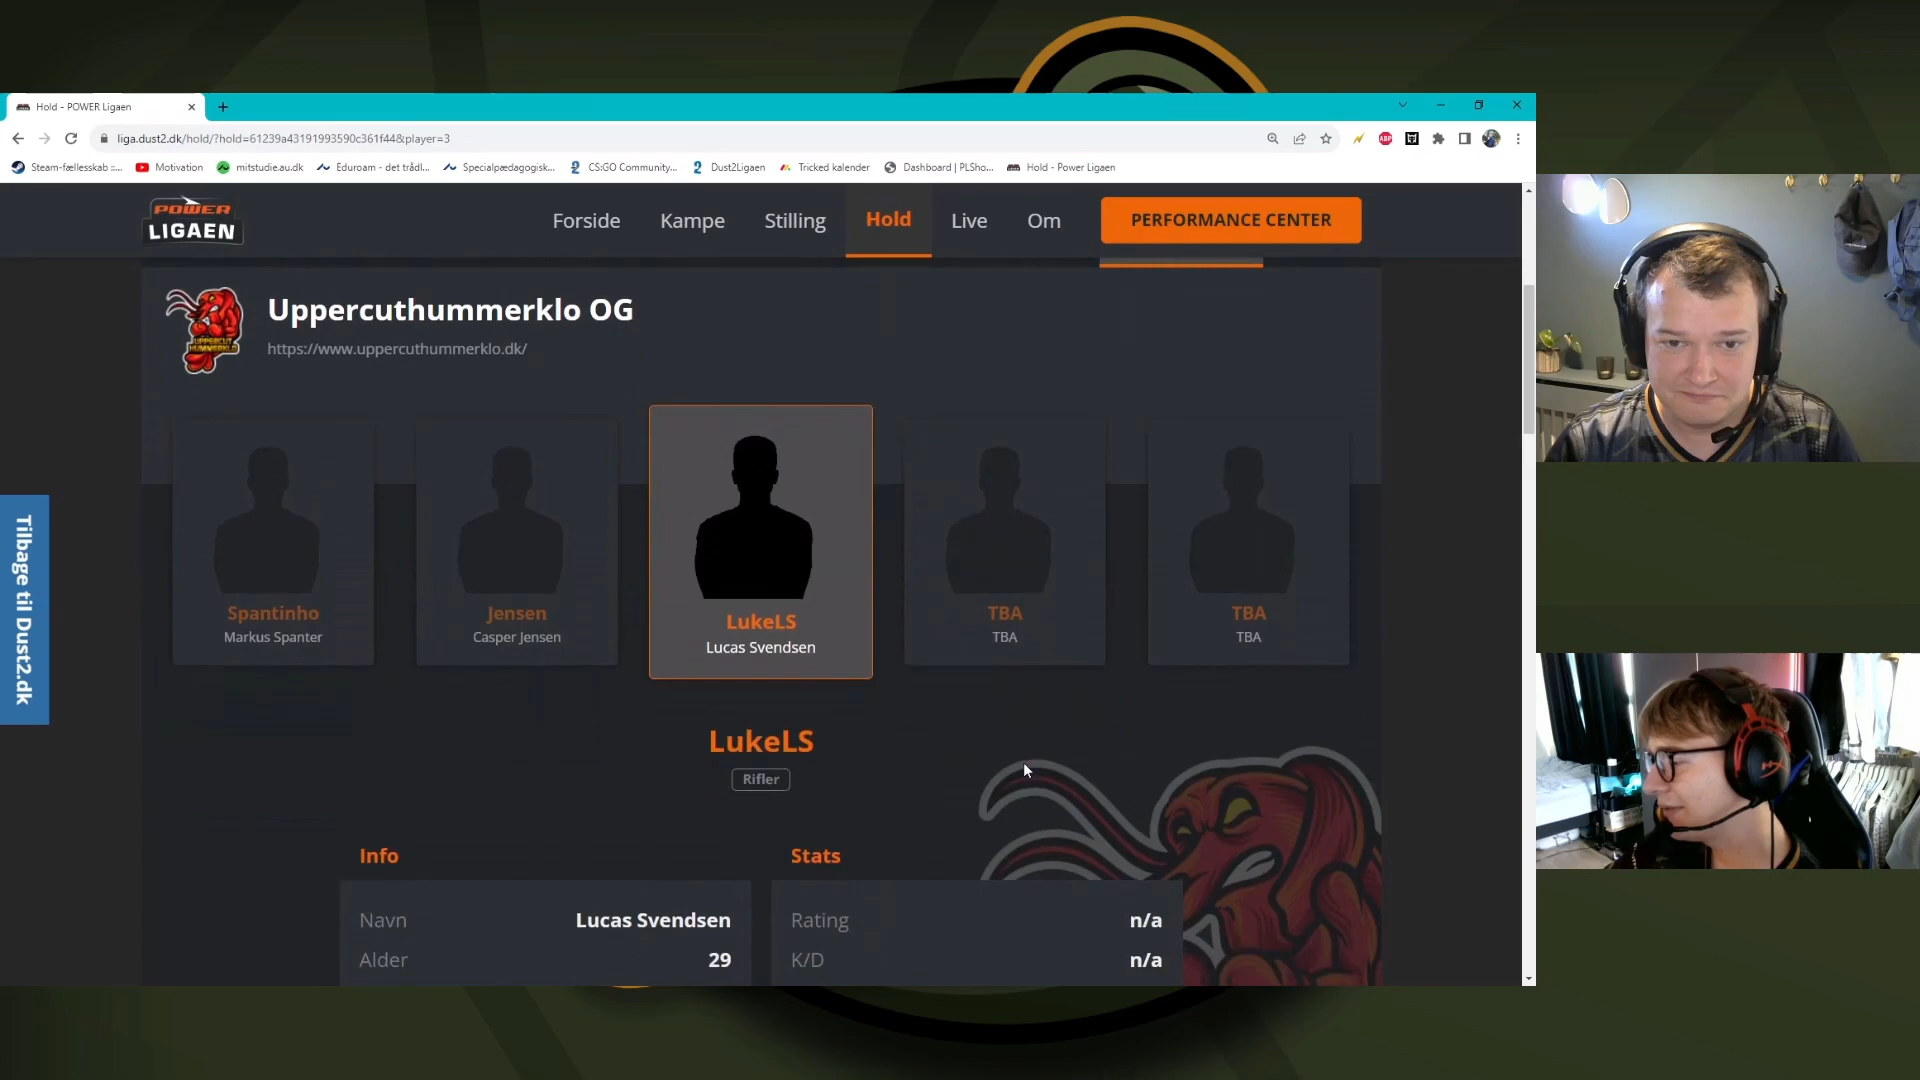 Hold - POWER Ligaen
liga.dust2.dk/hold/?hold=61239a43191993590c361f44&player=3
Steam-fællesskab ::...
Motivation
mitstudie.au.dk
Eduroam - det trådl...
Specialpædagogisk...
CS:GO Community...
Dust2Ligaen
Tricked kalender
Dashboard | PLSho...
Hold - Power Ligaen
ABP
POWER
LIGAEN
Forside
Kampe
Stilling
Hold
Live
Om
PERFORMANCE CENTER
UPPERCUT
HUMMERKLO
Uppercuthummerklo OG
https://www.uppercuthummerklo.dk/
Tilbage til Dust2.dk
Spantinho
Markus Spanter
Jensen
Casper Jensen
LukeLS
Lucas Svendsen
TBA
TBA
TBA
TBA
LukeLS
Rifler
Info
Navn Lucas Svendsen
Alder 29
Stats
Rating n/a
K/D n/a